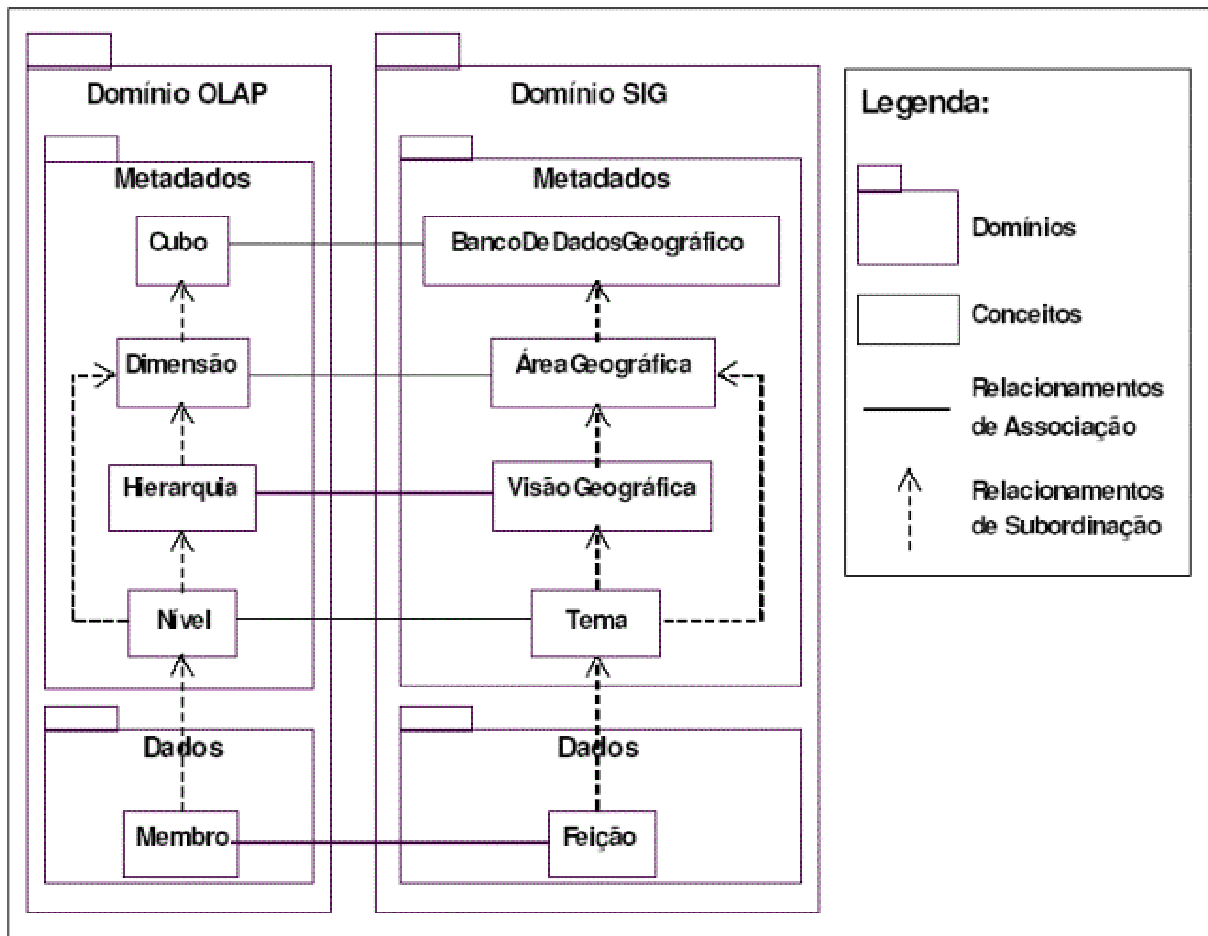 Domínio OLAP
Metadados
Cubo
Dimensão
Hierarquia
Nível
Dados
Membro
Domínio SIG
Metadados
BancoDeDadosGeográfico
ÁreaGeográfica
VisãoGeográfica
Tema
Dados
Feição
Legenda:
Domínios
Conceitos
Relacionamentos
de Associação
Relacionamentos
de Subordinação